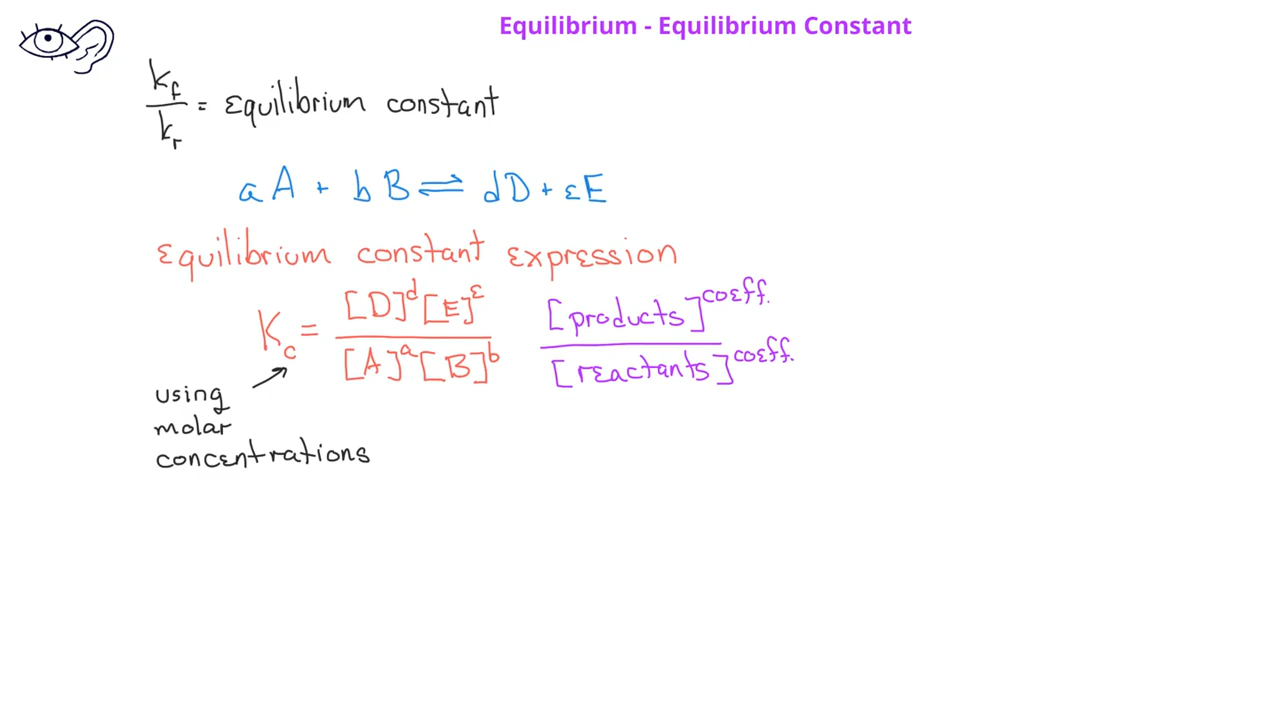 Equilibrium - Equilibrium Constant
kf/kr = equilibrium constant
aA + bB ⇌ dD + eE
equilibrium constant expression
Kc = [D]^d [E]^e / [A]^a [B]^b
[products]^coeff. / [reactants]^coeff.
using
molar
concentrations